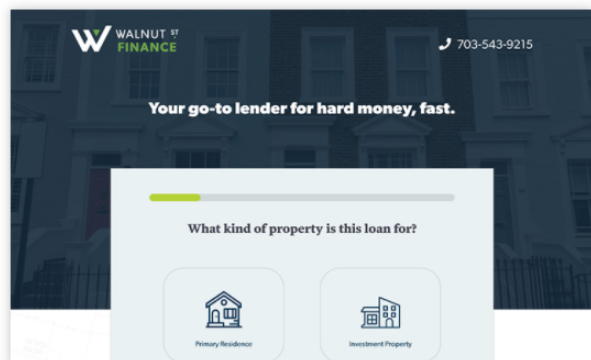 WALNUT ST
FINANCE
703-543-9215
Your go-to lender for hard money, fast.
What kind of property is this loan for?
Primary Residence
Investment Property